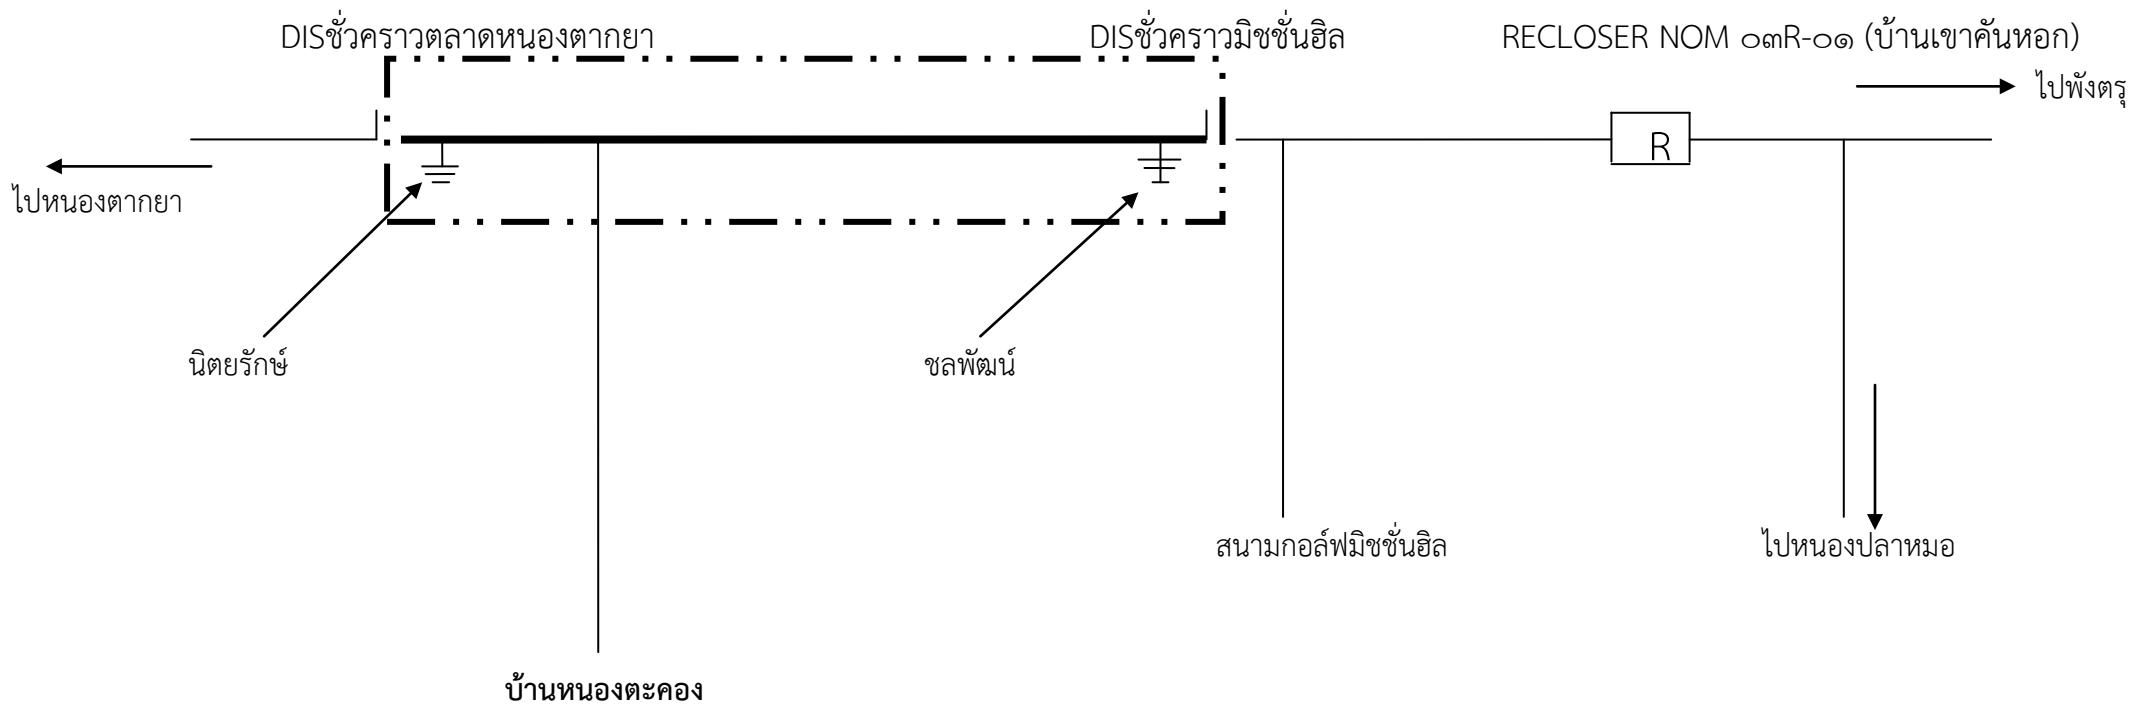 DISชั่วคราวตลาดหนองตากยา
DISชั่วคราวมิชชั่นฮิล
RECLOSER NOM ๐๓R-๐๑ (บ้านเขาคันหอก)
ไปพังตรุ
R
ไปหนองตากยา
นิตยรักษ์
ชลพัฒน์
สนามกอล์ฟมิชชั่นฮิล
ไปหนองปลาหมอ
บ้านหนองตะคอง